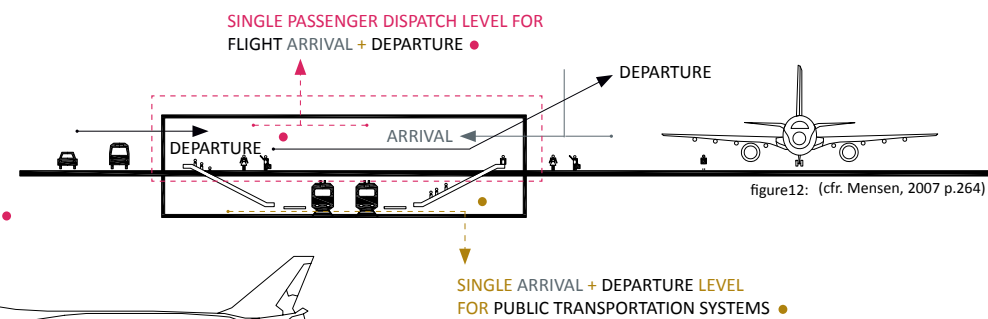 SINGLE PASSENGER DISPATCH LEVEL FOR
FLIGHT ARRIVAL + DEPARTURE
DEPARTURE
ARRIVAL
DEPARTURE
figure12: (cfr. Mensen, 2007 p.264)
SINGLE ARRIVAL + DEPARTURE LEVEL
FOR PUBLIC TRANSPORTATION SYSTEMS